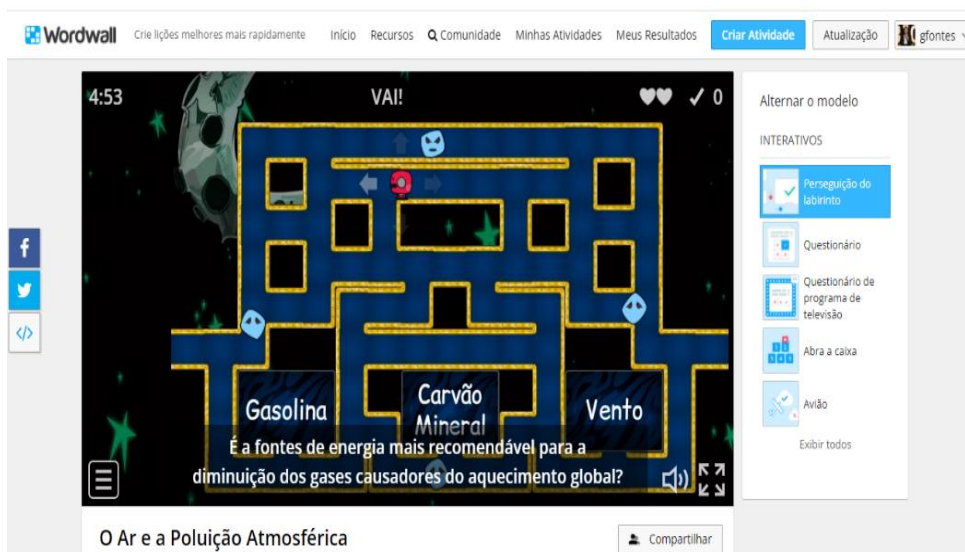 Wordwall
Crie lições melhores mais rapidamente
Início
Recursos
Comunidade
Minhas Atividades
Meus Resultados
Criar Atividade
Atualização
gfontes
4:53
VAI!
0
Gasolina
Carvão
Mineral
Vento
É a fontes de energia mais recomendável para a
diminuição dos gases causadores do aquecimento global?
Alternar o modelo
INTERATIVOS
Perseguição do
labirinto
Questionário
Questionário de
programa de
televisão
Abra a caixa
Avião
Exibir todos
f
</>
O Ar e a Poluição Atmosférica
Compartilhar